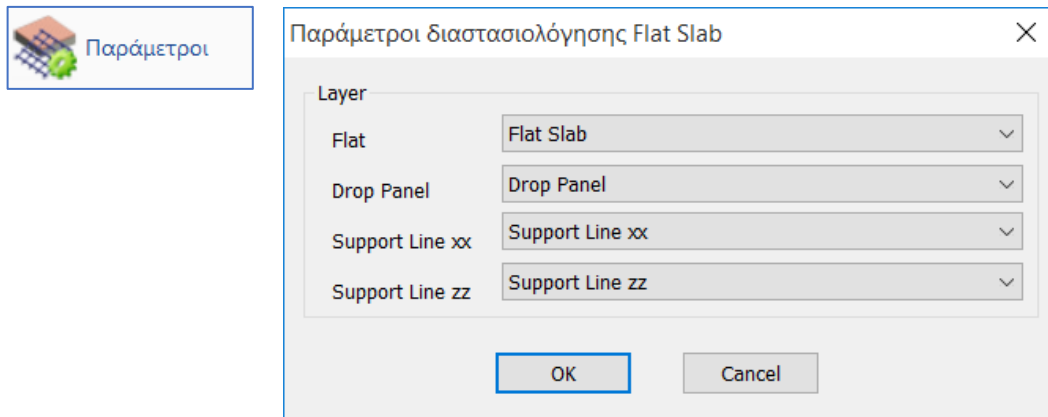 Παράμετροι
Παράμετροι διαστασιολόγησης Flat Slab
Layer
Flat Flat Slab
Drop Panel Drop Panel
Support Line xx Support Line xx
Support Line zz Support Line zz
OK Cancel